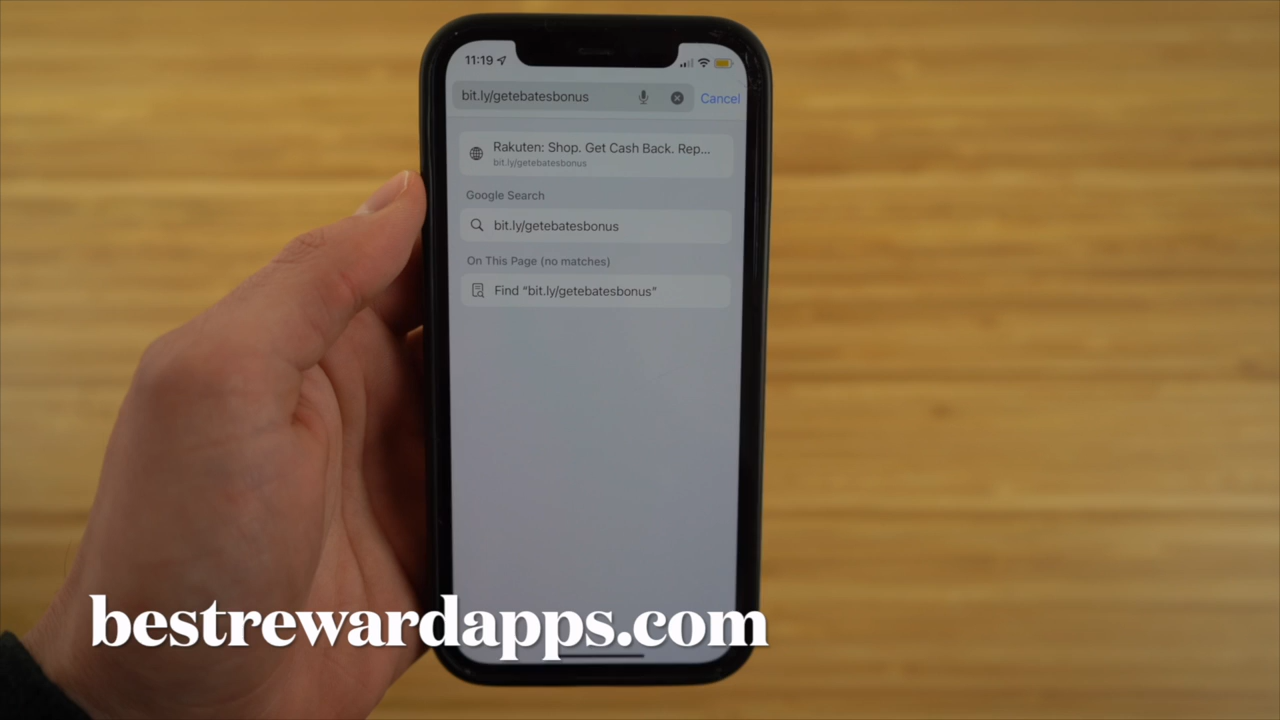 11:19
bit.ly/getebatesbonus
Cancel
Rakuten: Shop. Get Cash Back. Rep...
bit.ly/getebatesbonus
Google Search
bit.ly/getebatesbonus
On This Page (no matches)
Find “bit.ly/getebatesbonus”
bestrewardapps.com